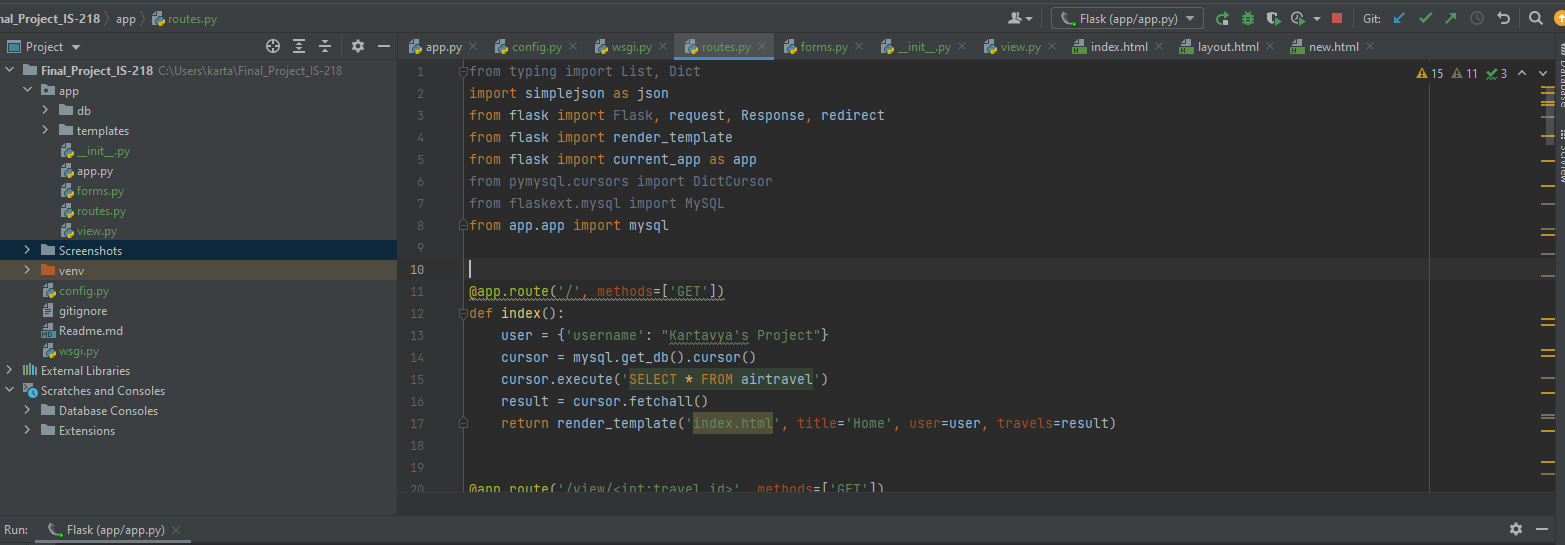 nal_Project_IS-218 app routes.py
Flask (app/app.py) Git:
Project
app.py config.py wsgi.py routes.py forms.py __init__.py view.py index.html layout.html new.html
Final_Project_IS-218 C:\Users\karta\Final_Project_IS-218
app
db
templates
__init__.py
app.py
forms.py
routes.py
view.py
Screenshots
venv
config.py
gitignore
Readme.md
wsgi.py
External Libraries
Scratches and Consoles
Database Consoles
Extensions
15 11 3
1 from typing import List, Dict
2 import simplejson as json
3 from flask import Flask, request, Response, redirect
4 from flask import render_template
5 from flask import current_app as app
6 from pymysql.cursors import DictCursor
7 from flaskext.mysql import MySQL
8 from app.app import mysql
9
10
11 @app.route('/', methods=['GET'])
12 def index():
13 user = {'username': "Kartavya's Project"}
14 cursor = mysql.get_db().cursor()
15 cursor.execute('SELECT * FROM airtravel')
16 result = cursor.fetchall()
17 return render_template('index.html', title='Home', user=user, travels=result)
18
19
20 @app.route('/view/<int:travel_id>', methods=['GET'])
Database
SciView
Run: Flask (app/app.py)